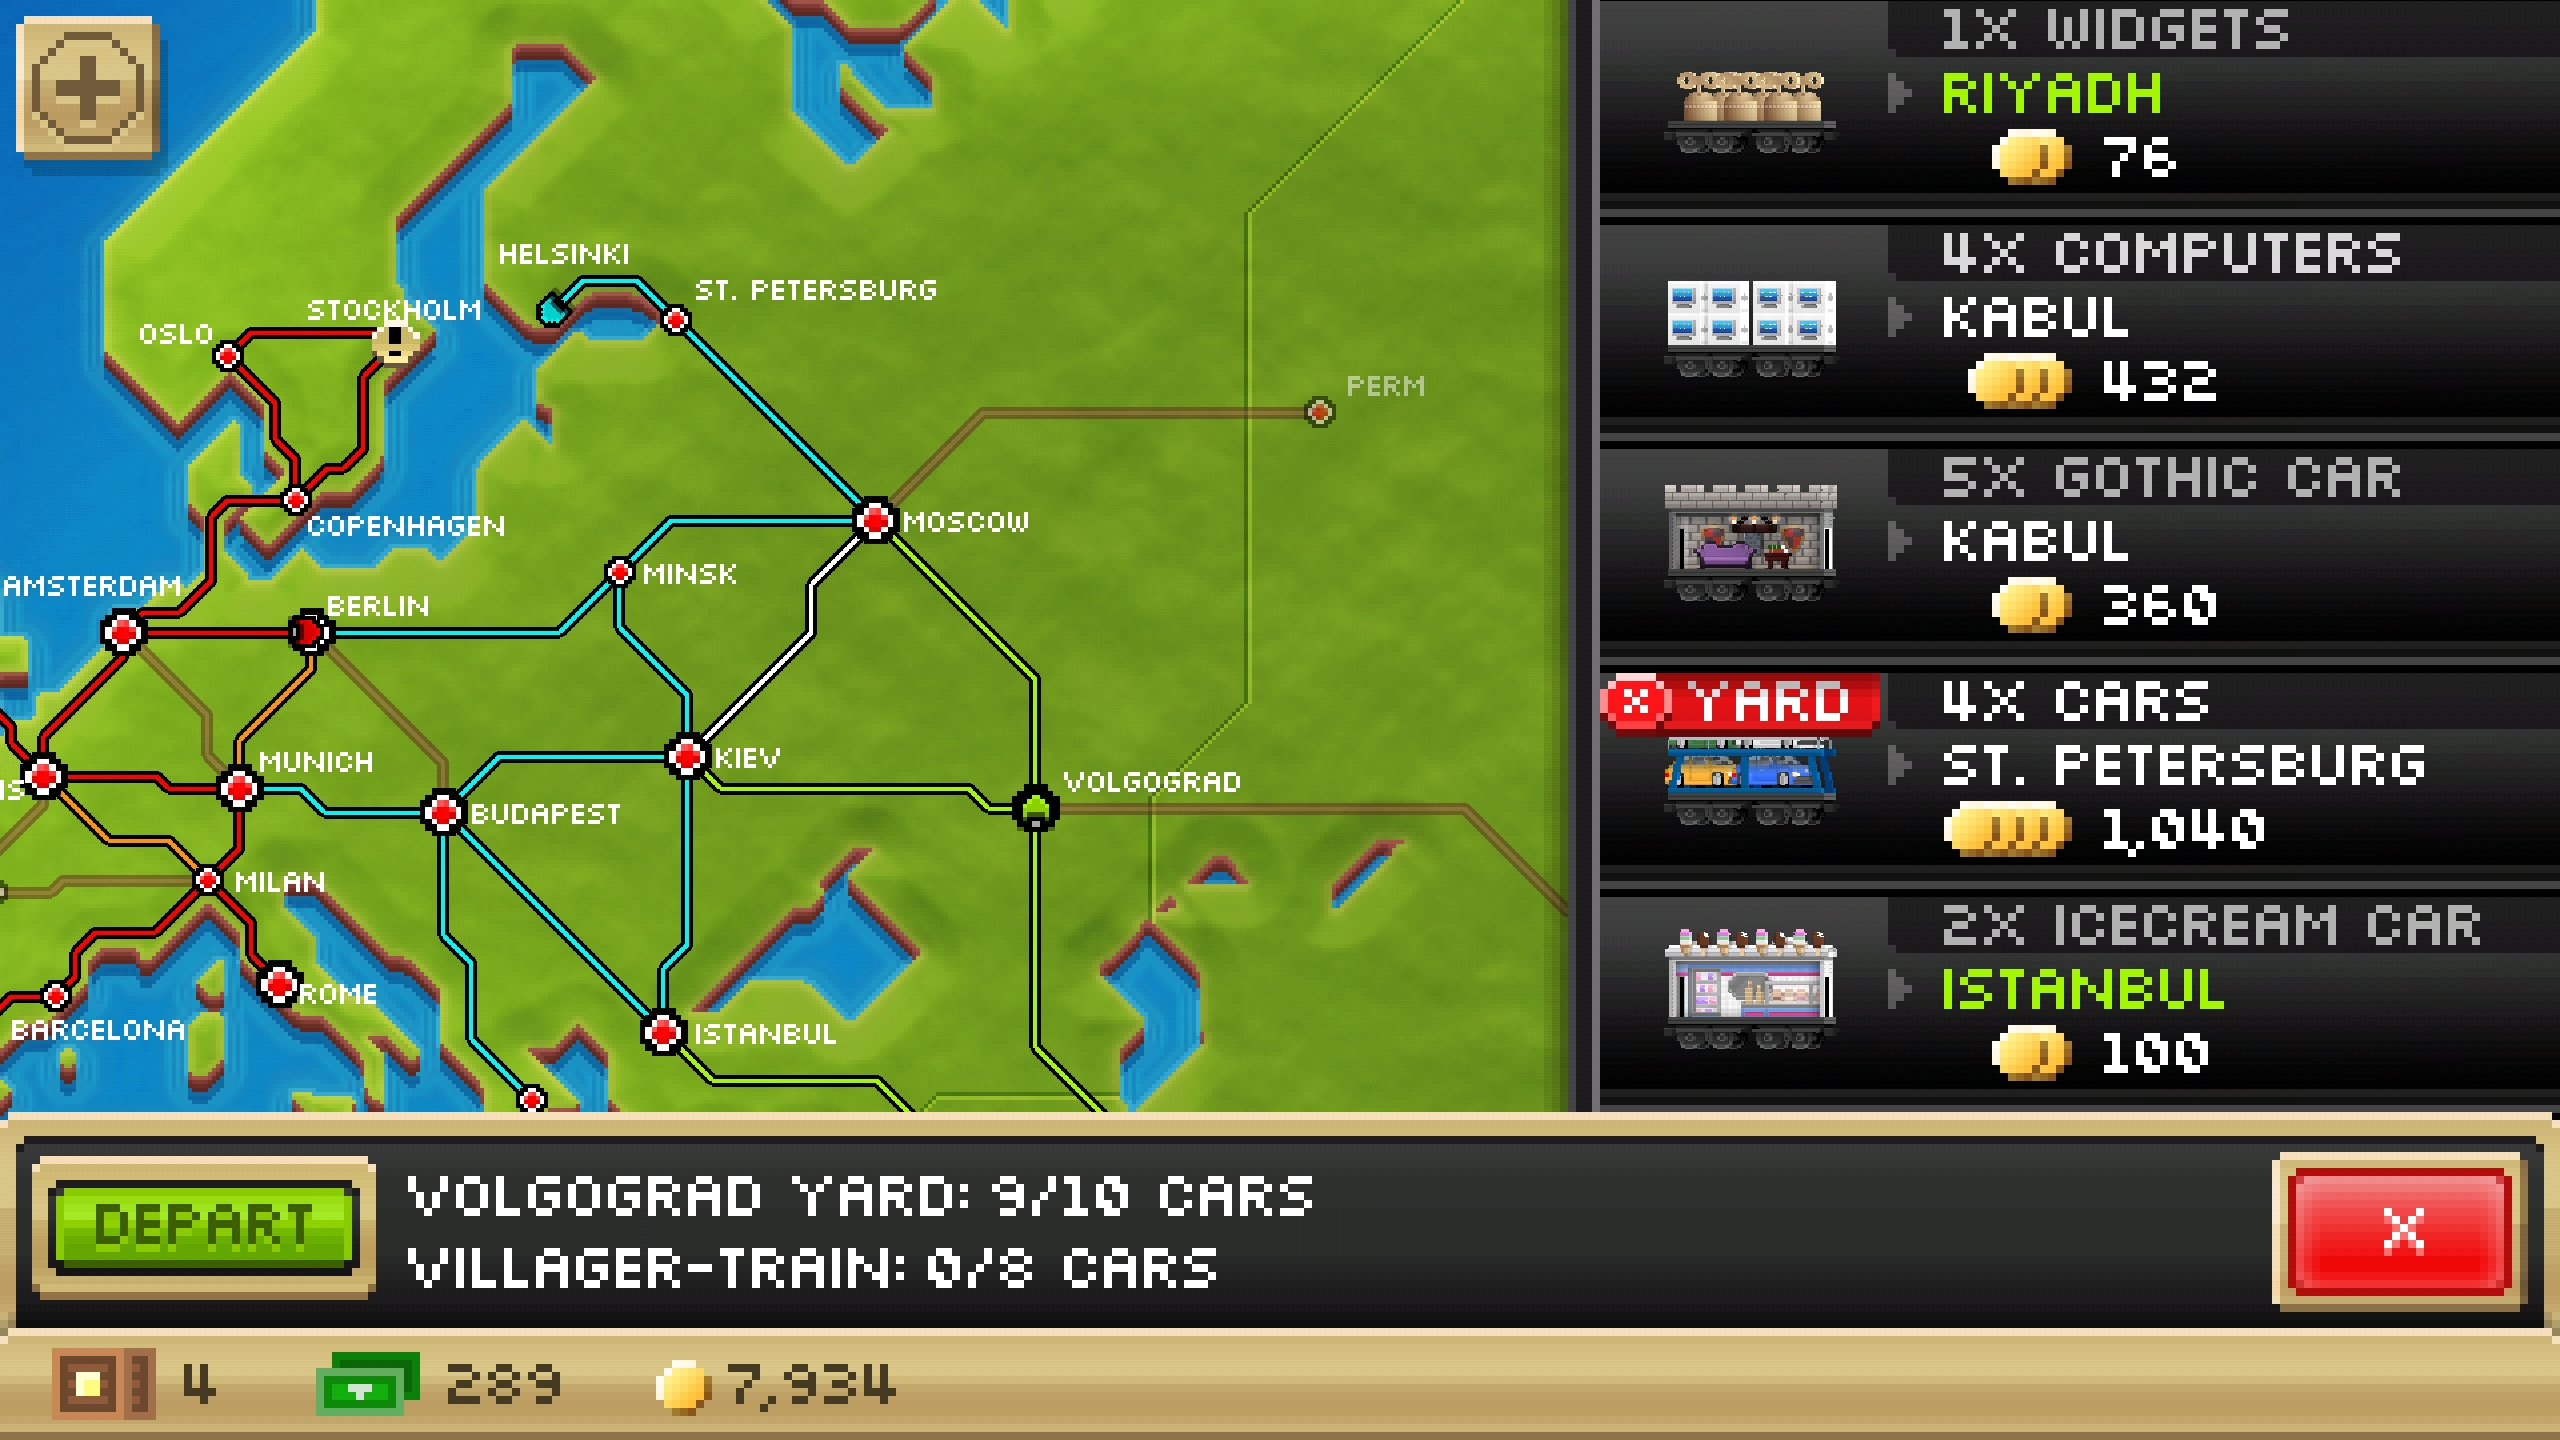 HELSINKI
ST. PETERSBURG
STOCKHOLM
OSLO
PERM
COPENHAGEN
MOSCOW
MINSK
AMSTERDAM
BERLIN
MUNICH
KIEV
VOLGOGRAD
IS
BUDAPEST
MILAN
ROME
BARCELONA
ISTANBUL
1X WIDGETS
RIYADH
76
4X COMPUTERS
KABUL
432
5X GOTHIC CAR
KABUL
360
X YARD
4X CARS
ST. PETERSBURG
1,040
2X ICECREAM CAR
ISTANBUL
100
DEPART
VOLGOGRAD YARD: 9/10 CARS
VILLAGER-TRAIN: 0/8 CARS
X
4
289
7,934